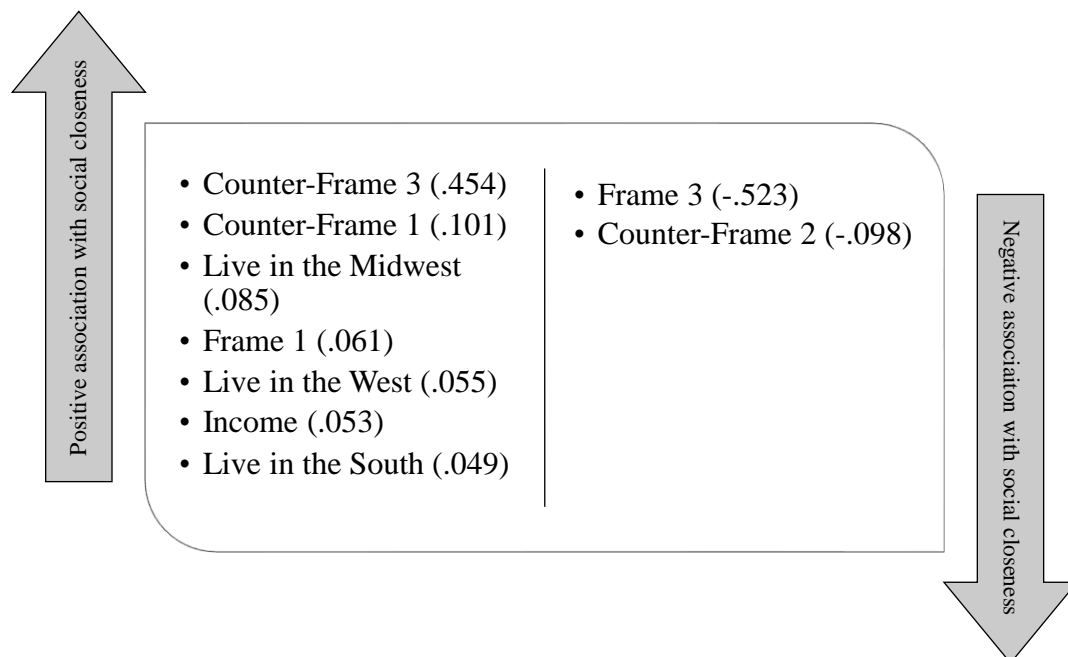 Positive association with social closeness
• Counter-Frame 3 (.454)
• Counter-Frame 1 (.101)
• Live in the Midwest
(.085)
• Frame 1 (.061)
• Live in the West (.055)
• Income (.053)
• Live in the South (.049)
• Frame 3 (-.523)
• Counter-Frame 2 (-.098)
Negative associaiton with social closeness